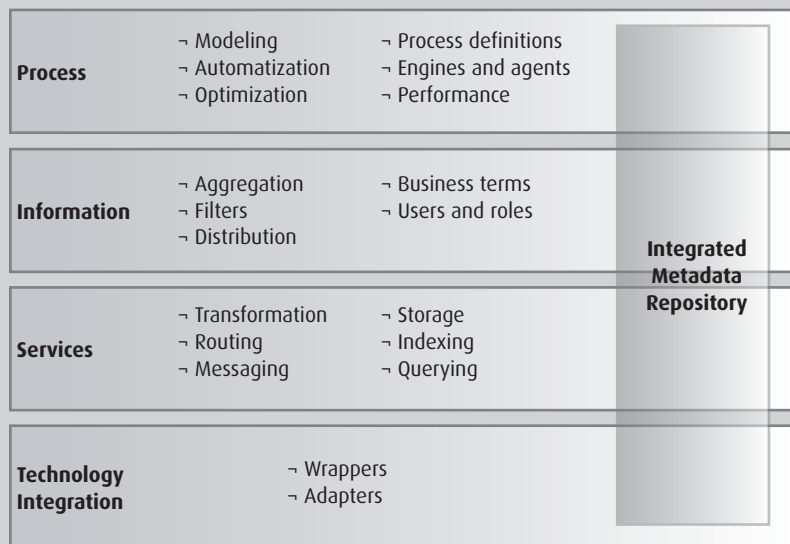 Process
¬ Modeling
¬ Automatization
¬ Optimization
¬ Process definitions
¬ Engines and agents
¬ Performance
Information
¬ Aggregation
¬ Filters
¬ Distribution
¬ Business terms
¬ Users and roles
Services
¬ Transformation
¬ Routing
¬ Messaging
¬ Storage
¬ Indexing
¬ Querying
Technology
Integration
¬ Wrappers
¬ Adapters
Integrated
Metadata
Repository